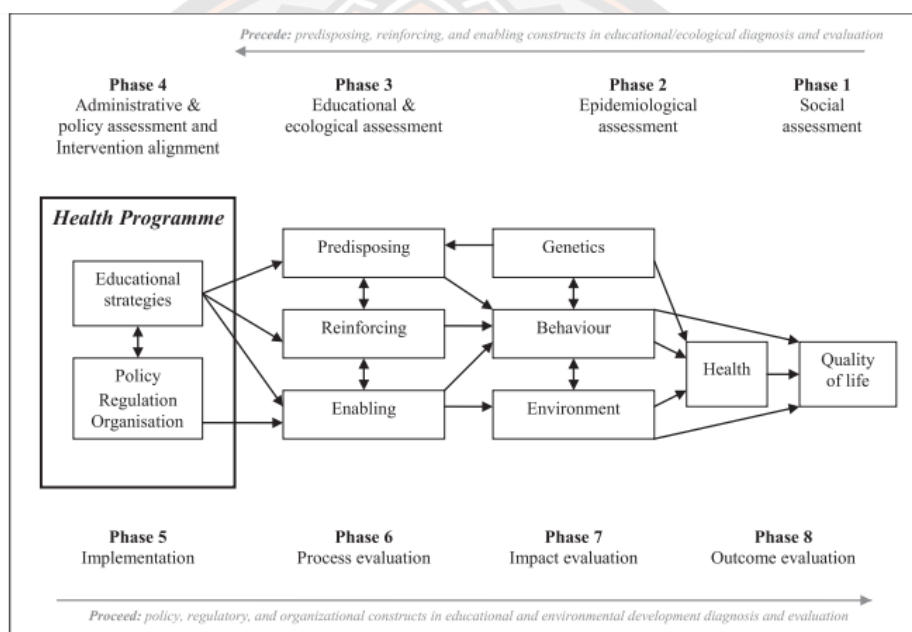 Precede: predisposing, reinforcing, and enabling constructs in educational/ecological diagnosis and evaluation
Phase 4
Administrative &
policy assessment and
Intervention alignment
Phase 3
Educational &
ecological assessment
Phase 2
Epidemiological
assessment
Phase 1
Social
assessment
Health Programme
Educational
strategies
Policy
Regulation
Organisation
Predisposing
Reinforcing
Enabling
Genetics
Behaviour
Environment
Health
Quality
of life
Phase 5
Implementation
Phase 6
Process evaluation
Phase 7
Impact evaluation
Phase 8
Outcome evaluation
Proceed: policy, regulatory, and organizational constructs in educational and environmental development diagnosis and evaluation